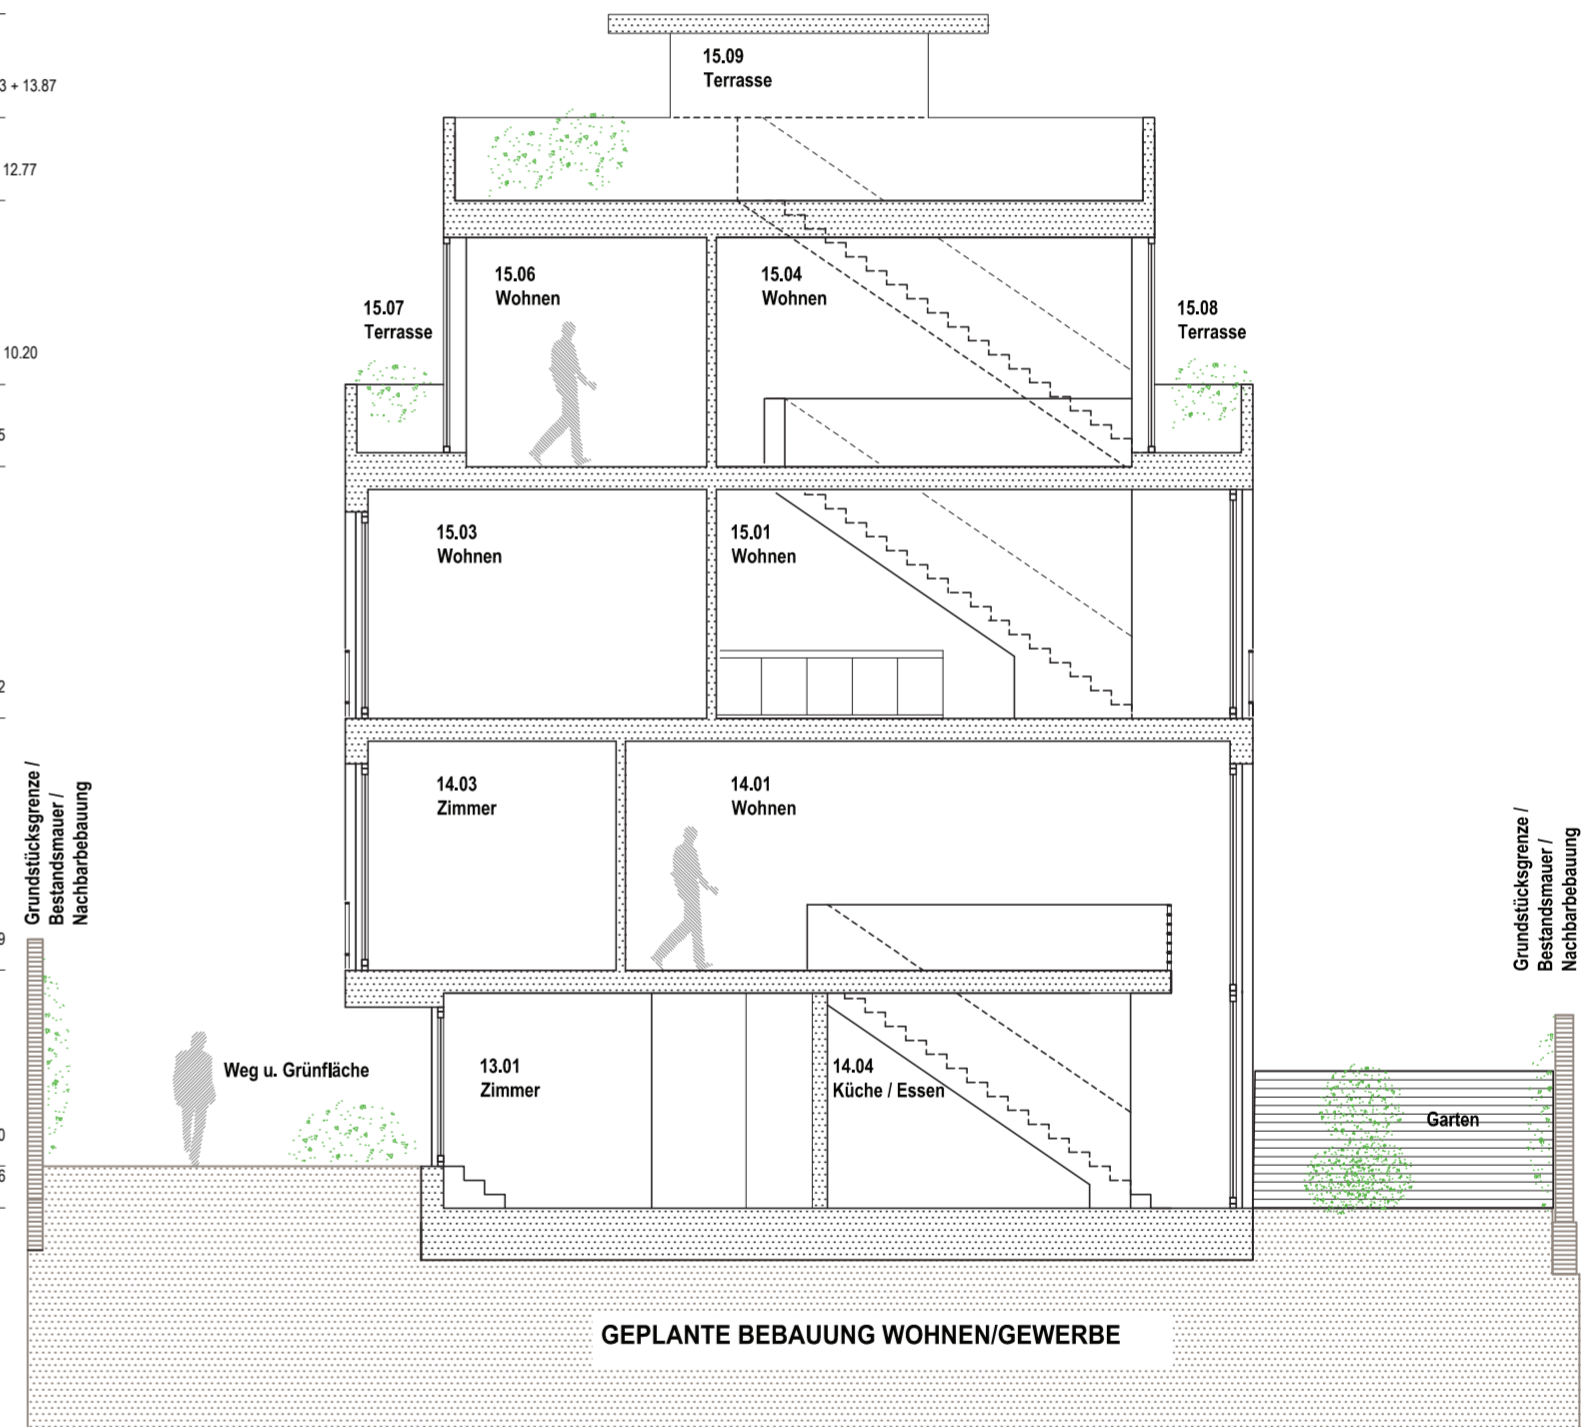 15.09
Terrasse
3 + 13.87
12.77
15.06
Wohnen
15.04
Wohnen
15.07
Terrasse
15.08
Terrasse
10.20
5
15.03
Wohnen
15.01
Wohnen
2
14.03
Zimmer
14.01
Wohnen
Grundstücksgrenze /
Bestandsmauer /
Nachbarbebauung
Grundstücksgrenze /
Bestandsmauer /
Nachbarbebauung
9
Weg u. Grünfläche
13.01
Zimmer
14.04
Küche / Essen
Garten
0
6
GEPLANTE BEBAUUNG WOHNEN/GEWERBE